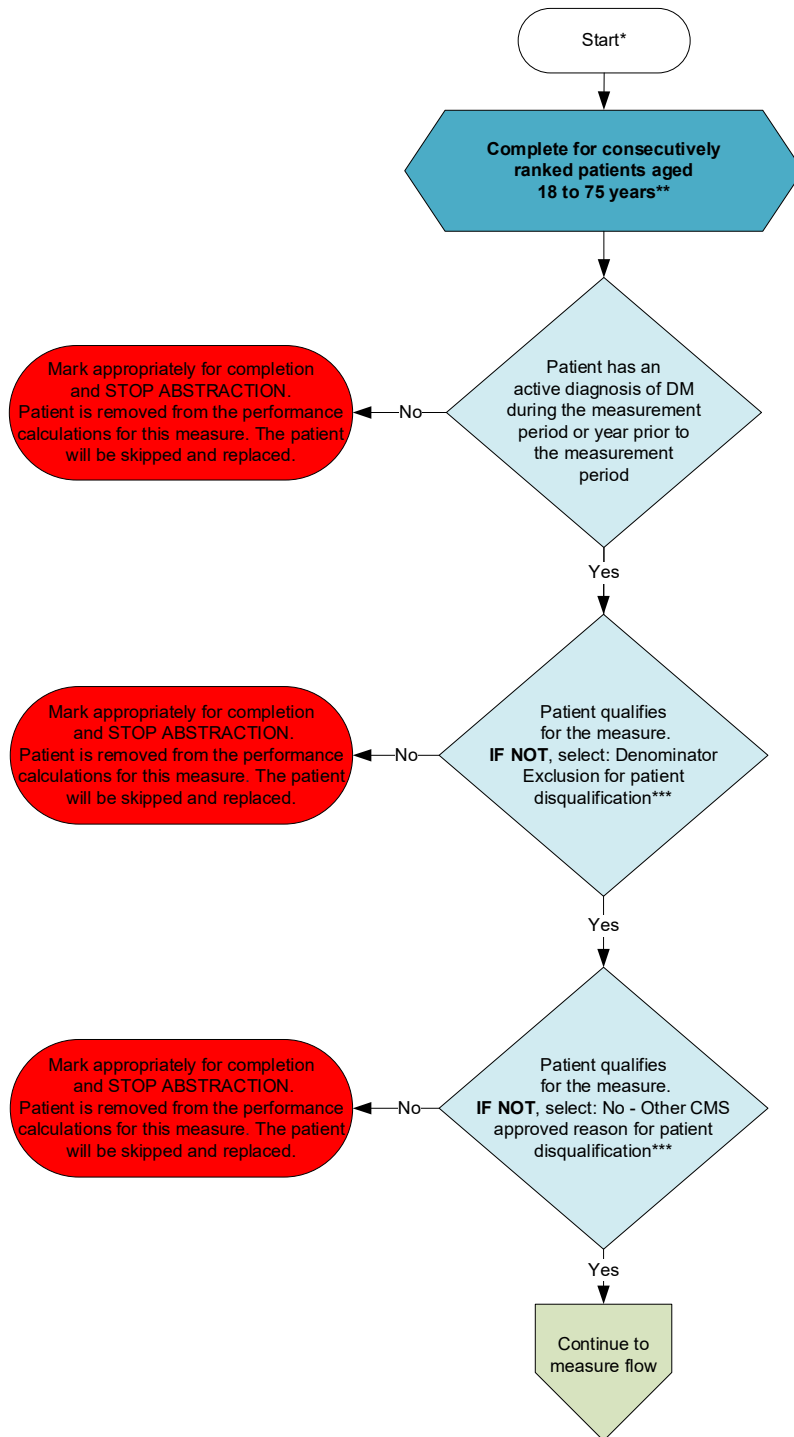 Start*
Complete for consecutively
ranked patients aged
18 to 75 years**
Patient has an
active diagnosis of DM
during the measurement
period or year prior to
the measurement
period
No
Mark appropriately for completion
and STOP ABSTRACTION.
Patient is removed from the performance
calculations for this measure. The patient
will be skipped and replaced.
Yes
Patient qualifies
for the measure.
IF NOT, select: Denominator
Exclusion for patient
disqualification***
No
Mark appropriately for completion
and STOP ABSTRACTION.
Patient is removed from the performance
calculations for this measure. The patient
will be skipped and replaced.
Yes
Patient qualifies
for the measure.
IF NOT, select: No - Other CMS
approved reason for patient
disqualification***
No
Mark appropriately for completion
and STOP ABSTRACTION.
Patient is removed from the performance
calculations for this measure. The patient
will be skipped and replaced.
Yes
Continue to
measure flow